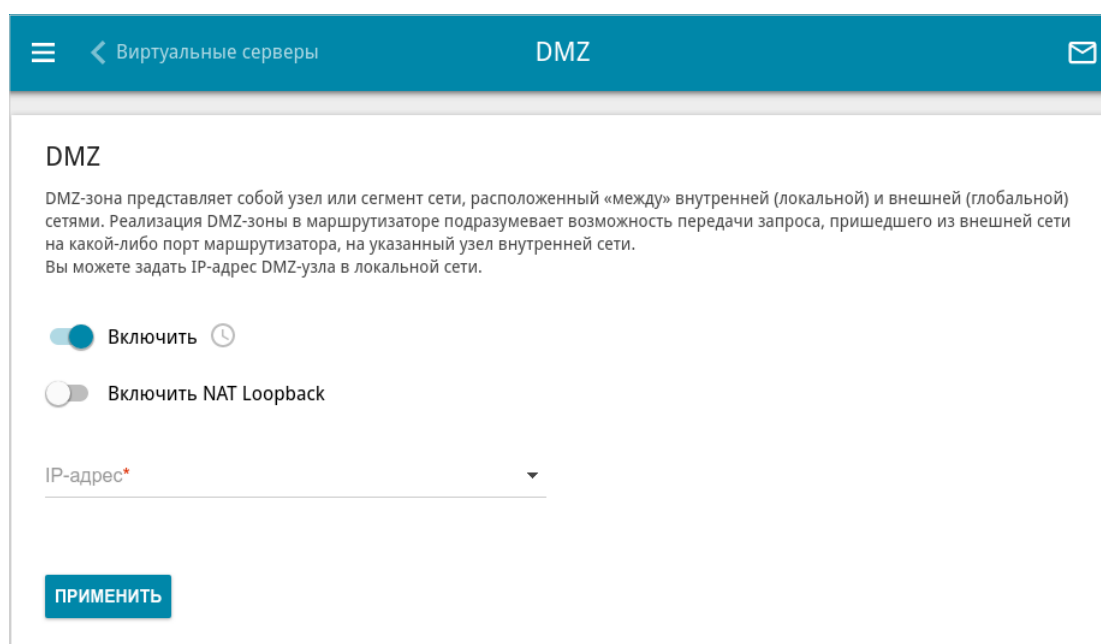 Виртуальные серверы
DMZ
DMZ
DMZ-зона представляет собой узел или сегмент сети, расположенный «между» внутренней (локальной) и внешней (глобальной)
сетями. Реализация DMZ-зоны в маршрутизаторе подразумевает возможность передачи запроса, пришедшего из внешней сети
на какой-либо порт маршрутизатора, на указанный узел внутренней сети.
Вы можете задать IP-адрес DMZ-узла в локальной сети.
Включить
Включить NAT Loopback
IP-адрес*
ПРИМЕНИТЬ